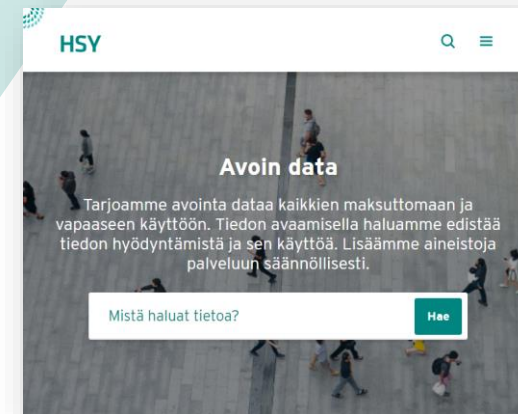 HSY
Avoin data
Tarjoamme avointa dataa kaikkien maksuttomaan ja
vapaaseen käyttöön. Tiedon avaamisella haluamme edistää
tiedon hyödyntämistä ja sen käyttöä. Lisäämme aineistoja
palveluun säännöllisesti.
Mistä haluat tietoa?
Hae